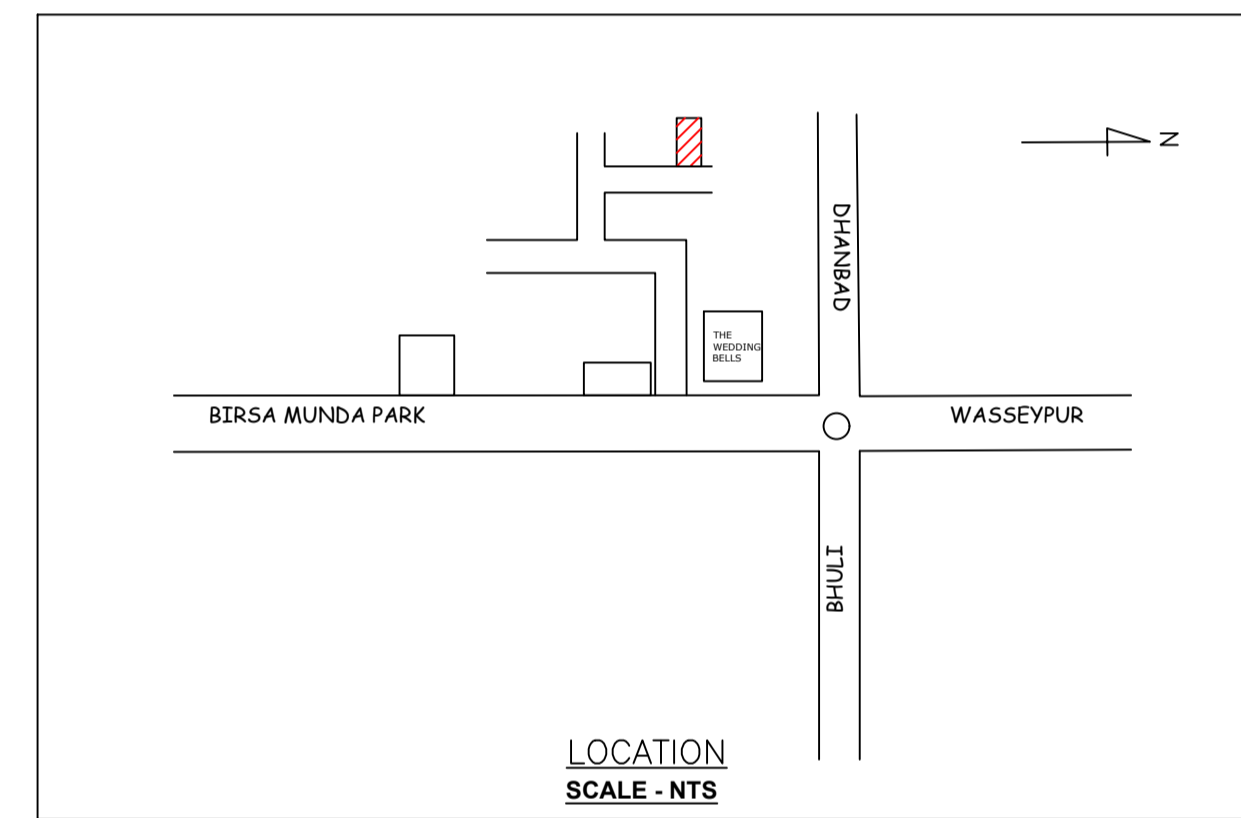 N
DHANBAD
THE
WEDDING
BELLS
BIRSA MUNDA PARK
WASSEYPUR
BHULI
LOCATION
SCALE - NTS